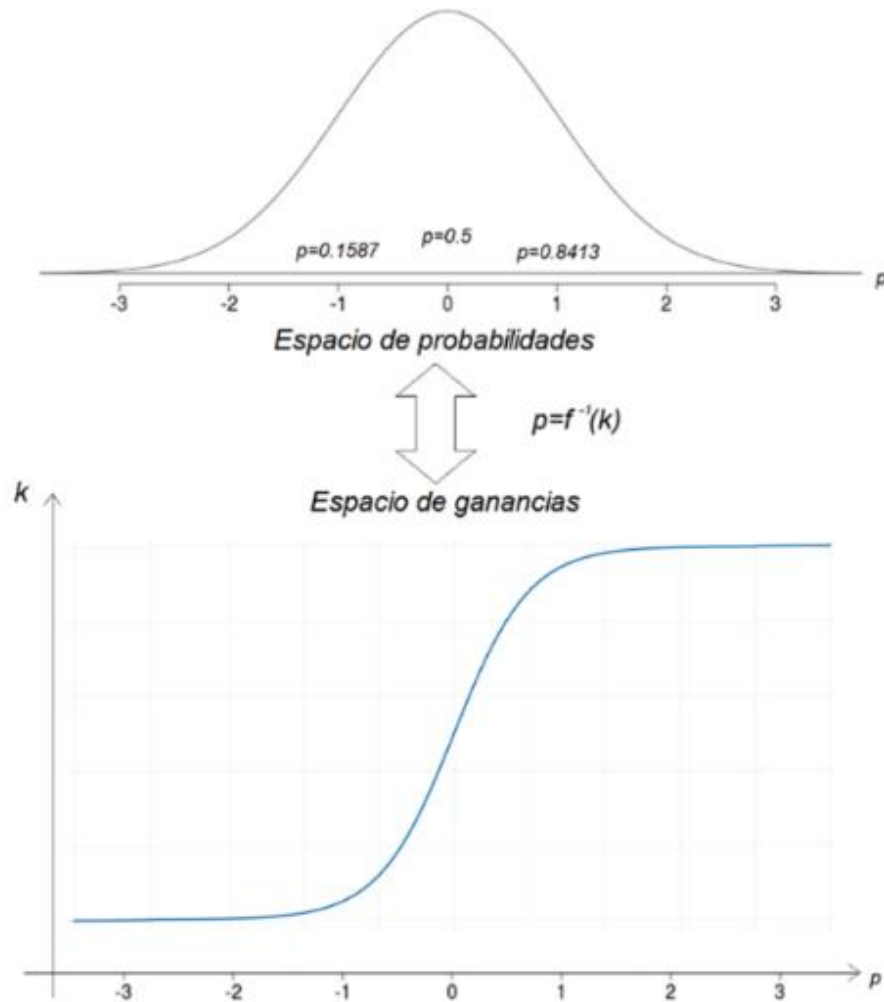 p=0.1587 p=0.5 p=0.8413
p
-3 -2 -1 0 1 2 3
Espacio de probabilidades
p=f⁻¹(k)
k
Espacio de ganancias
-3 -2 -1 0 1 2 3 p